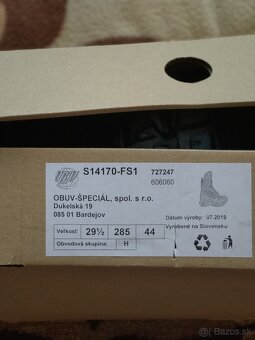 S14170-FS1
727247
606060
OBUV-ŠPECIÁL, spol. s r.o.
Dukelská 19
085 01 Bardejov
Dátum výroby: 07.2019
Vyrobené na Slovensku
Veľkosť 29½ 285 44
Obvodová skupina: H
bazos.sk